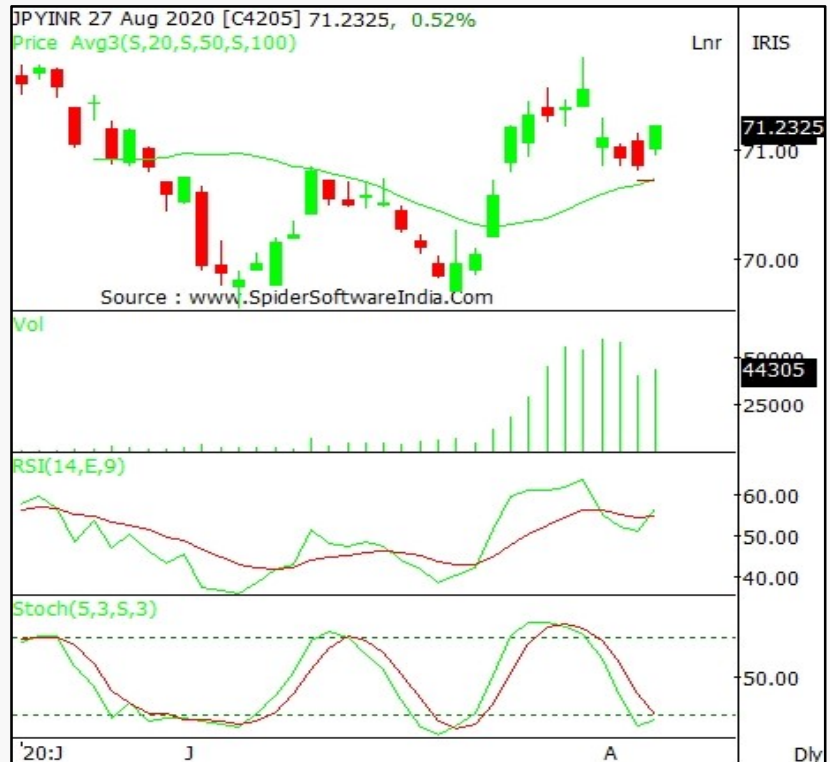 JPYINR 27 Aug 2020 [C4205] 71.2325, 0.52%
Price Avg3(S,20,S,50,S,100)
Lnr
IRIS
71.2325
71.00
70.00
Source : www.SpiderSoftwareIndia.Com
Vol
50000
44305
25000
RSI(14,E,9)
60.00
50.00
40.00
Stoch(5,3,S,3)
50.00
'20:J J A Dly